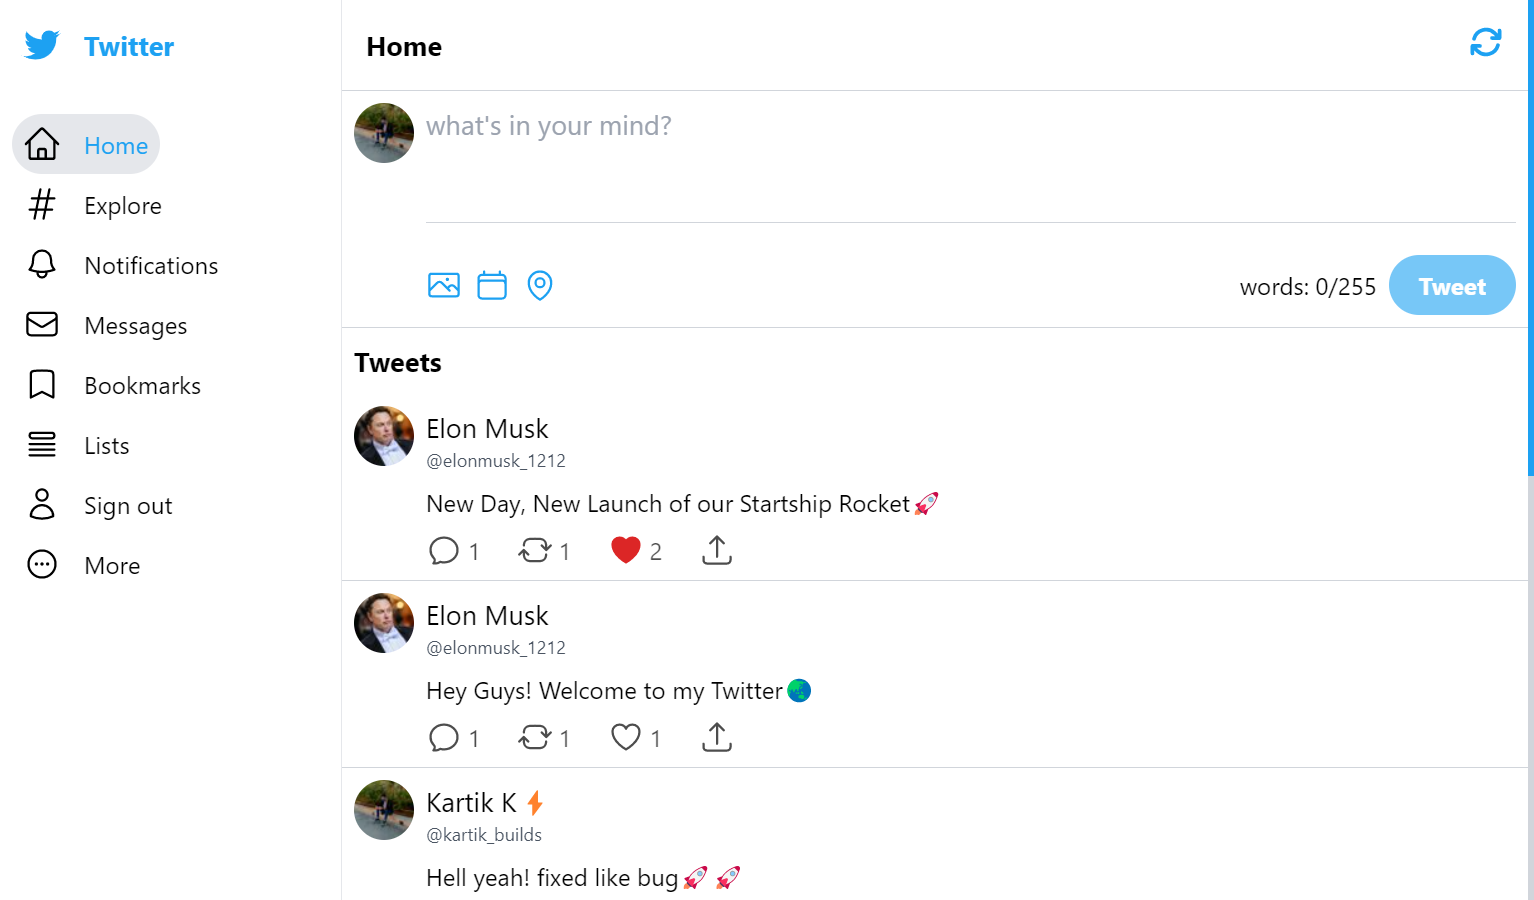 Twitter
Home
Explore
Notifications
Messages
Bookmarks
Lists
Sign out
More
Home
what's in your mind?
words: 0/255
Tweet
Tweets
Elon Musk
@elonmusk_1212
New Day, New Launch of our Startship Rocket🚀
1 1 2
Elon Musk
@elonmusk_1212
Hey Guys! Welcome to my Twitter🌏
1 1 1
Kartik K⚡
@kartik_builds
Hell yeah! fixed like bug🚀 🚀